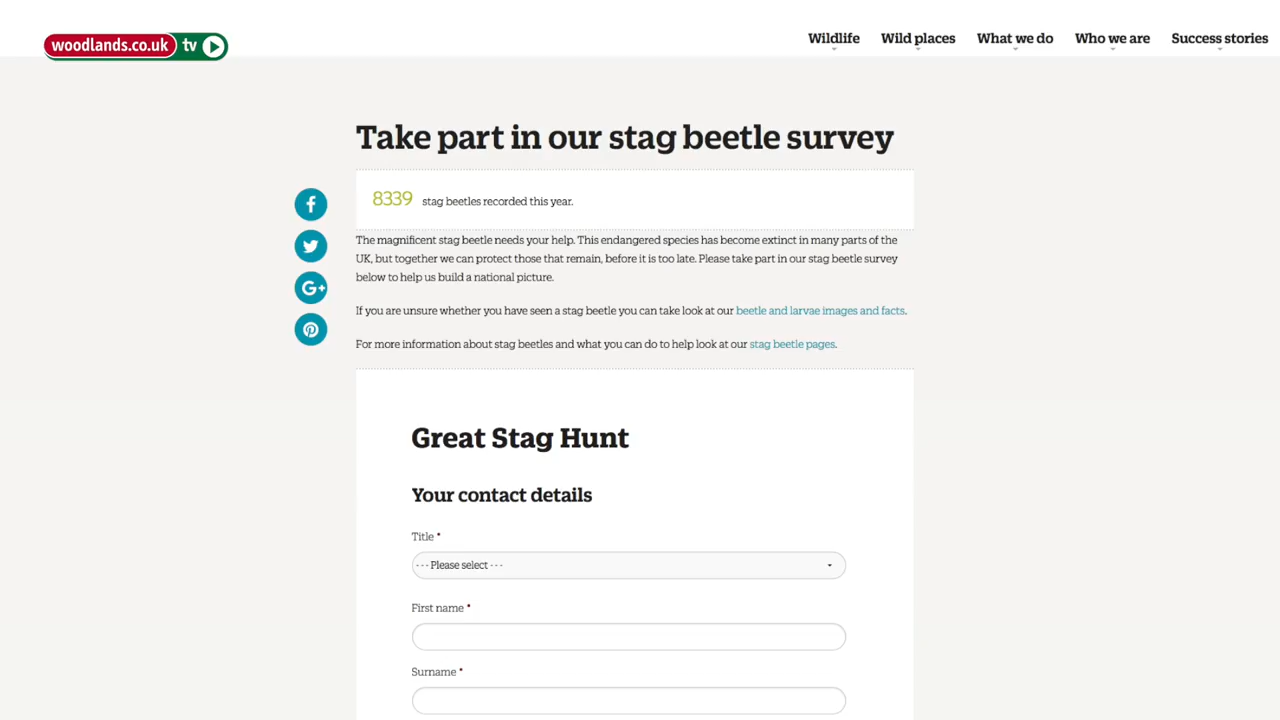 woodlands.co.uk tv
Wildlife Wild places What we do Who we are Success stories
Take part in our stag beetle survey
8339 stag beetles recorded this year.
The magnificent stag beetle needs your help. This endangered species has become extinct in many parts of the
UK, but together we can protect those that remain, before it is too late. Please take part in our stag beetle survey
below to help us build a national picture.
If you are unsure whether you have seen a stag beetle you can take look at our beetle and larvae images and facts.
For more information about stag beetles and what you can do to help look at our stag beetle pages.
Great Stag Hunt
Your contact details
Title *
--- Please select ---
First name *
Surname *